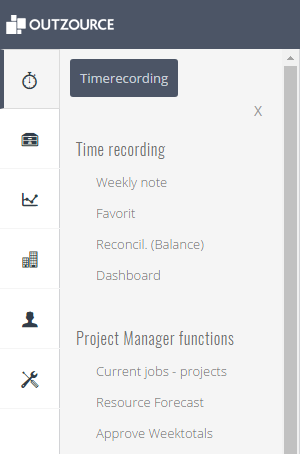 OUTZOURCE
Timerecording
X
Time recording
Weekly note
Favorit
Reconcil. (Balance)
Dashboard
Project Manager functions
Current jobs - projects
Resource Forecast
Approve Weektotals